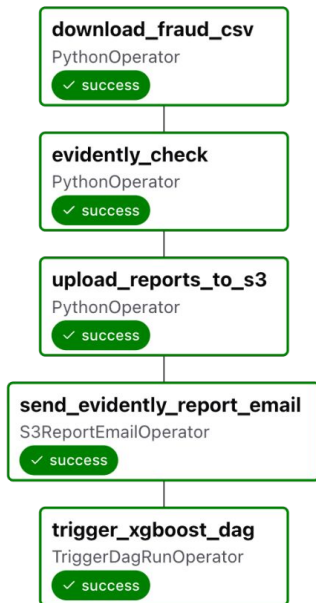 download_fraud_csv
PythonOperator
✓ success
evidently_check
PythonOperator
✓ success
upload_reports_to_s3
PythonOperator
✓ success
send_evidently_report_email
S3ReportEmailOperator
✓ success
trigger_xgboost_dag
TriggerDagRunOperator
✓ success